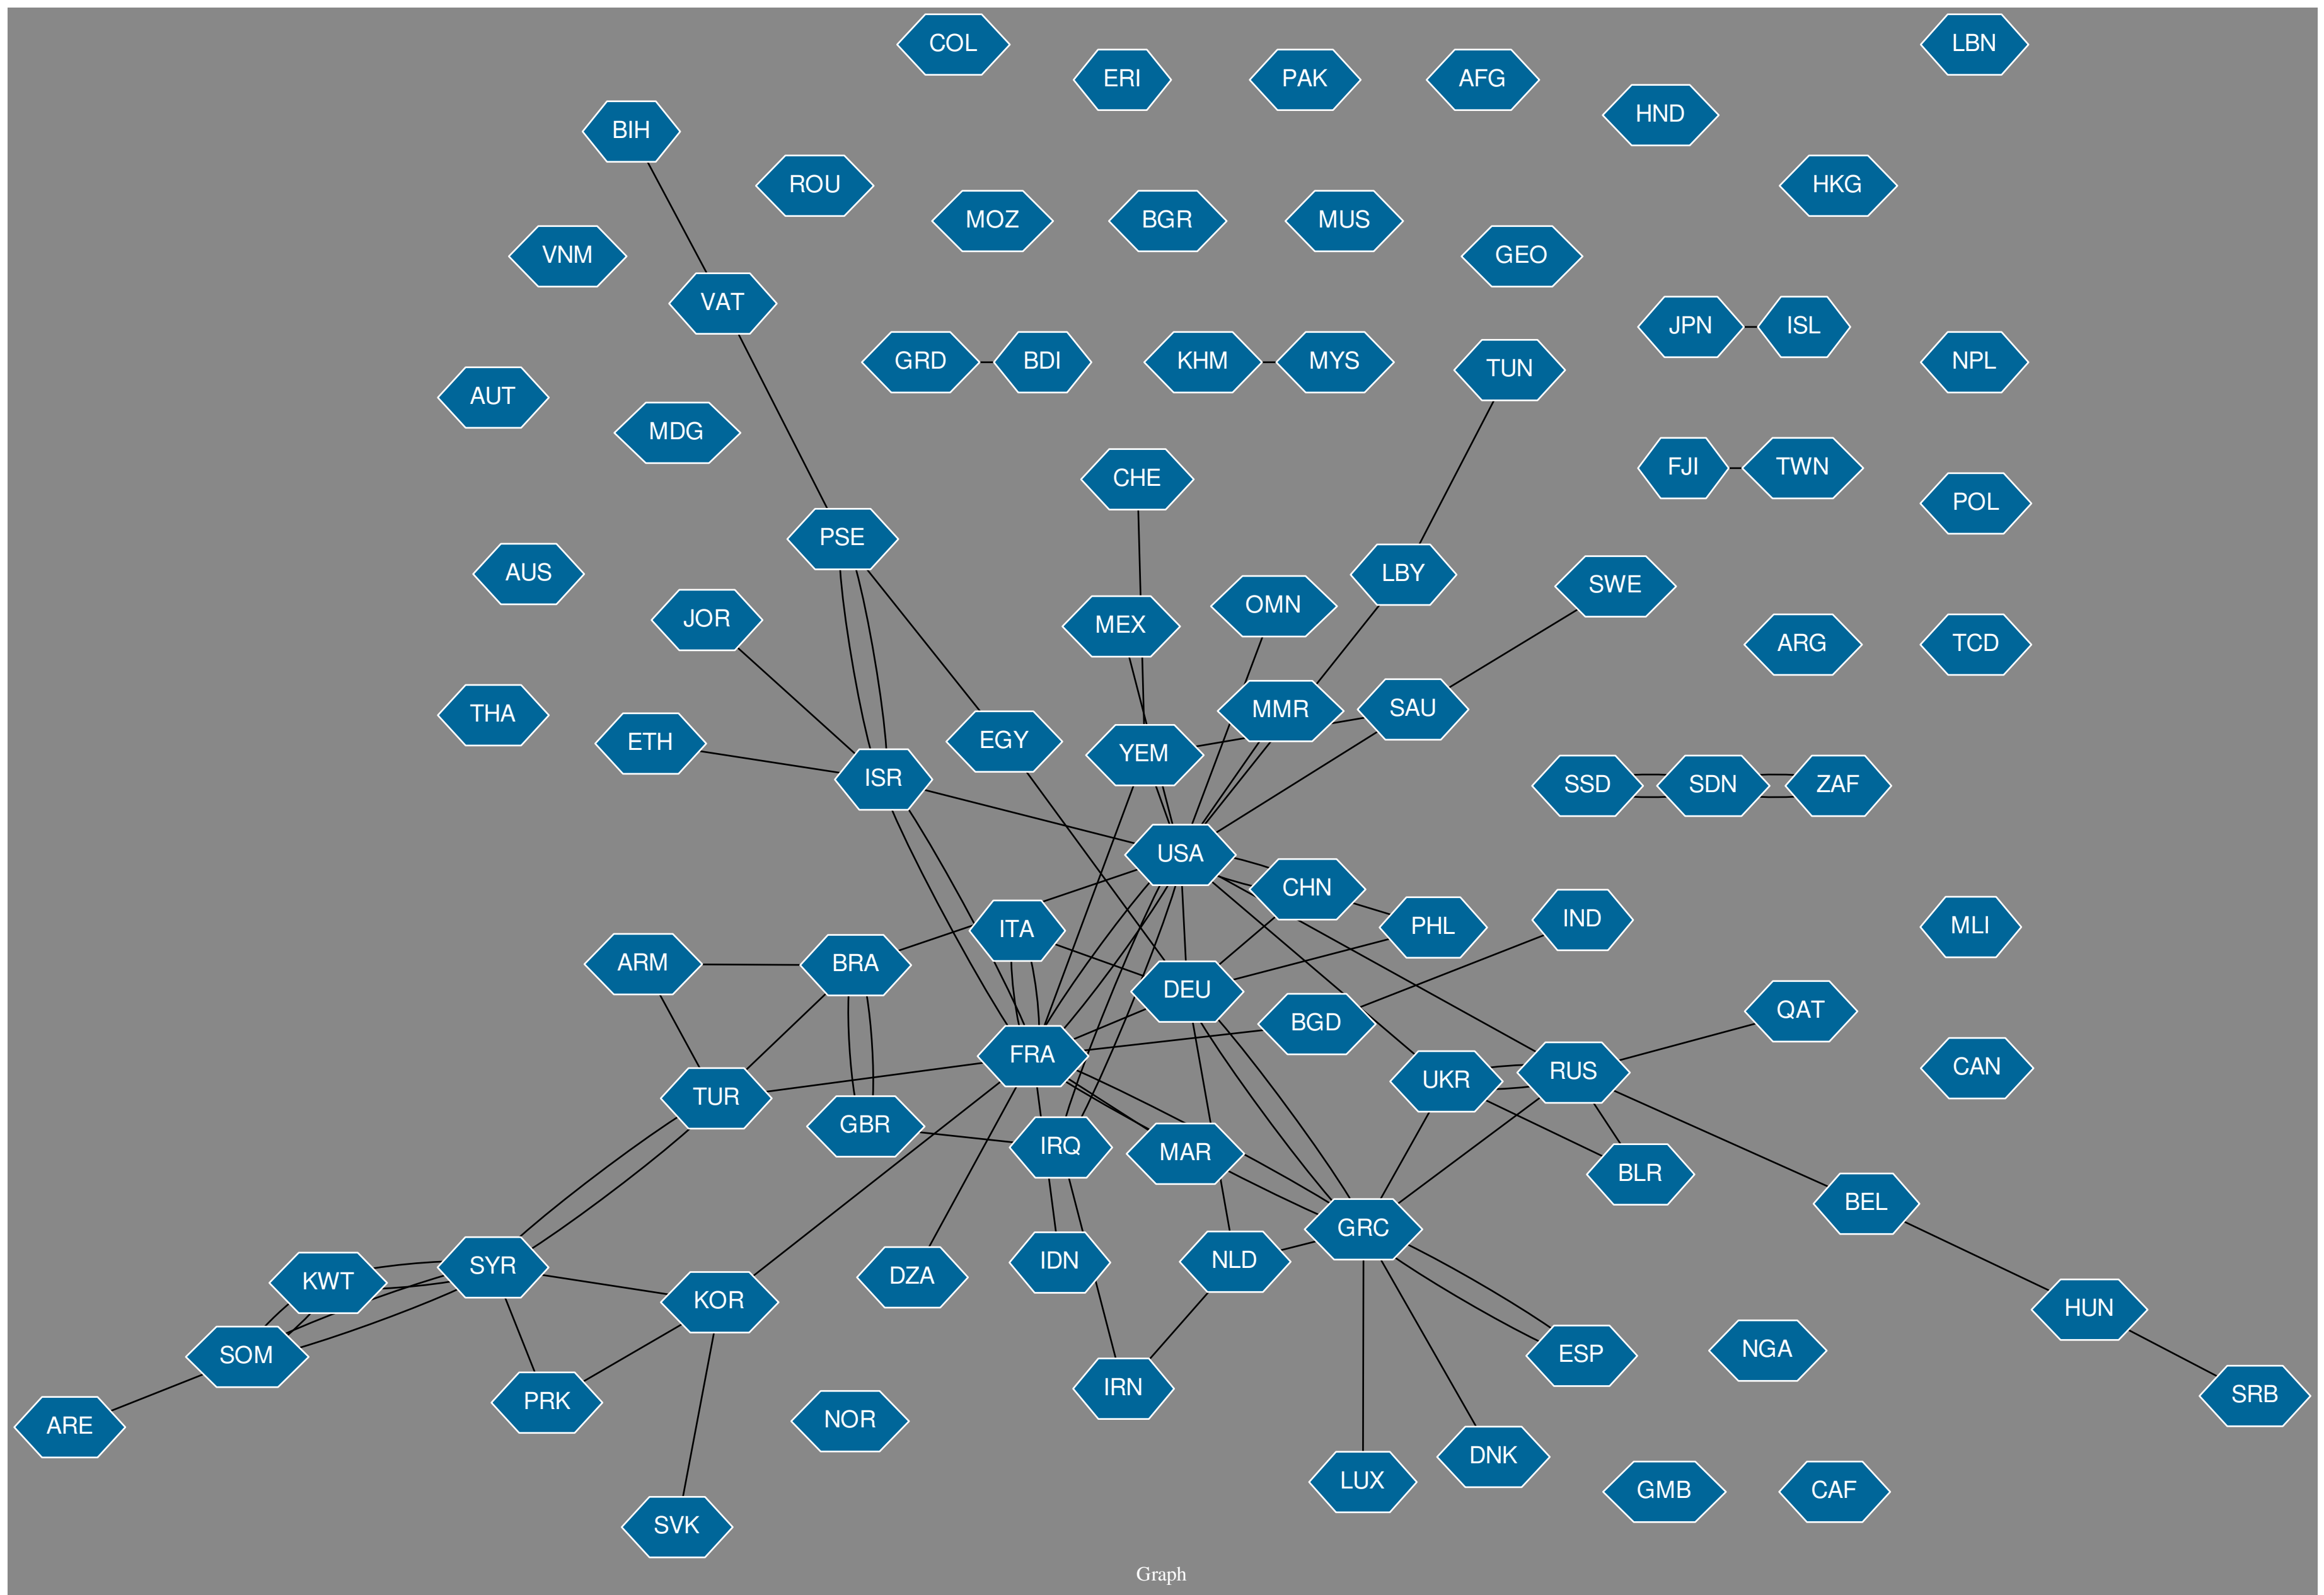 COL
LBN
ERI
PAK
AFG
HND
BIH
ROU
HKG
MOZ
BGR
MUS
VNM
GEO
VAT
JPN
ISL
GRD
BDI
KHM
MYS
TUN
NPL
AUT
MDG
FJI
TWN
CHE
POL
PSE
AUS
LBY
SWE
OMN
JOR
MEX
ARG
TCD
THA
ETH
MMR
SAU
EGY
YEM
ISR
SSD
SDN
ZAF
USA
CHN
IND
PHL
MLI
ITA
ARM
BRA
DEU
BGD
QAT
FRA
CAN
UKR
RUS
TUR
GBR
IRQ
MAR
BLR
BEL
GRC
SYR
KWT
DZA
IDN
NLD
KOR
HUN
SOM
ESP
NGA
IRN
SRB
PRK
ARE
NOR
DNK
LUX
GMB
CAF
SVK
Graph